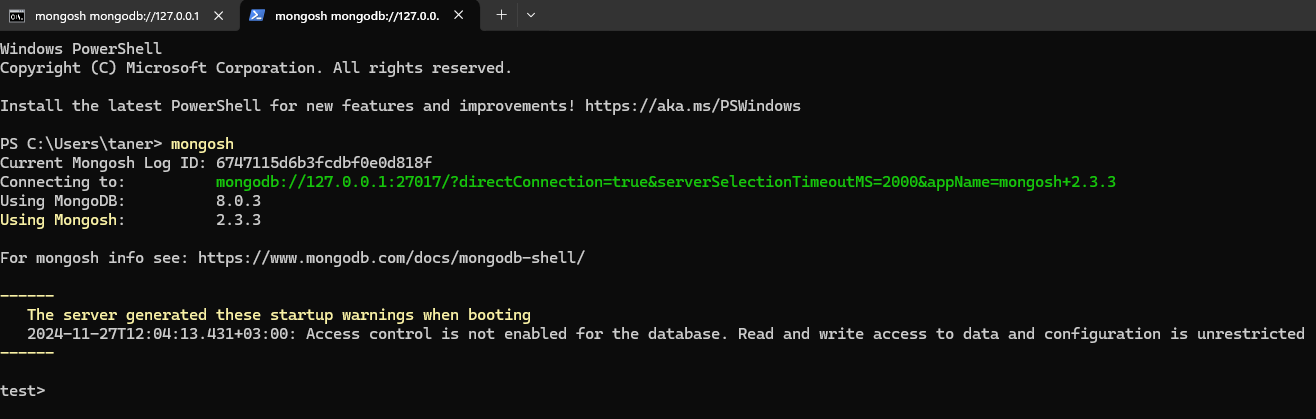 mongosh mongodb://127.0.0.1
mongosh mongodb://127.0.0.
Windows PowerShell
Copyright (C) Microsoft Corporation. All rights reserved.
Install the latest PowerShell for new features and improvements! https://aka.ms/PSWindows
PS C:\Users\taner> mongosh
Current Mongosh Log ID: 6747115d6b3fcdbf0e0d818f
Connecting to: mongodb://127.0.0.1:27017/?directConnection=true&serverSelectionTimeoutMS=2000&appName=mongosh+2.3.3
Using MongoDB: 8.0.3
Using Mongosh: 2.3.3
For mongosh info see: https://www.mongodb.com/docs/mongodb-shell/
------
The server generated these startup warnings when booting
2024-11-27T12:04:13.431+03:00: Access control is not enabled for the database. Read and write access to data and configuration is unrestricted
------
test>